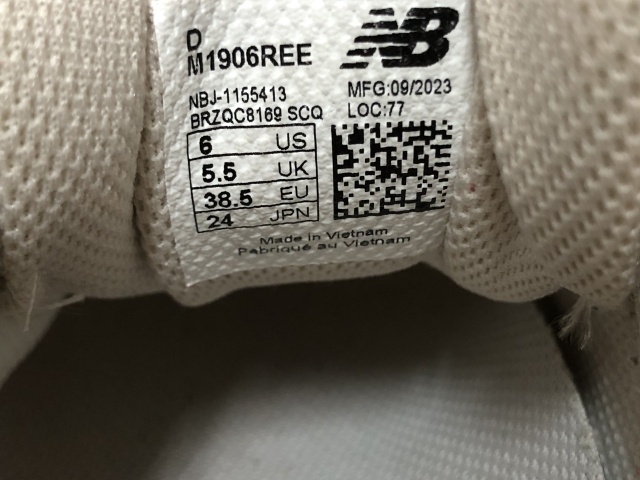 D
M1906REE
NB
NBJ-1155413
MFG:09/2023
BRZQC8169 SCQ
LOC:77
6 US
5.5 UK
38.5 EU
24 JPN
Made in Vietnam
Fabriqué au Vietnam